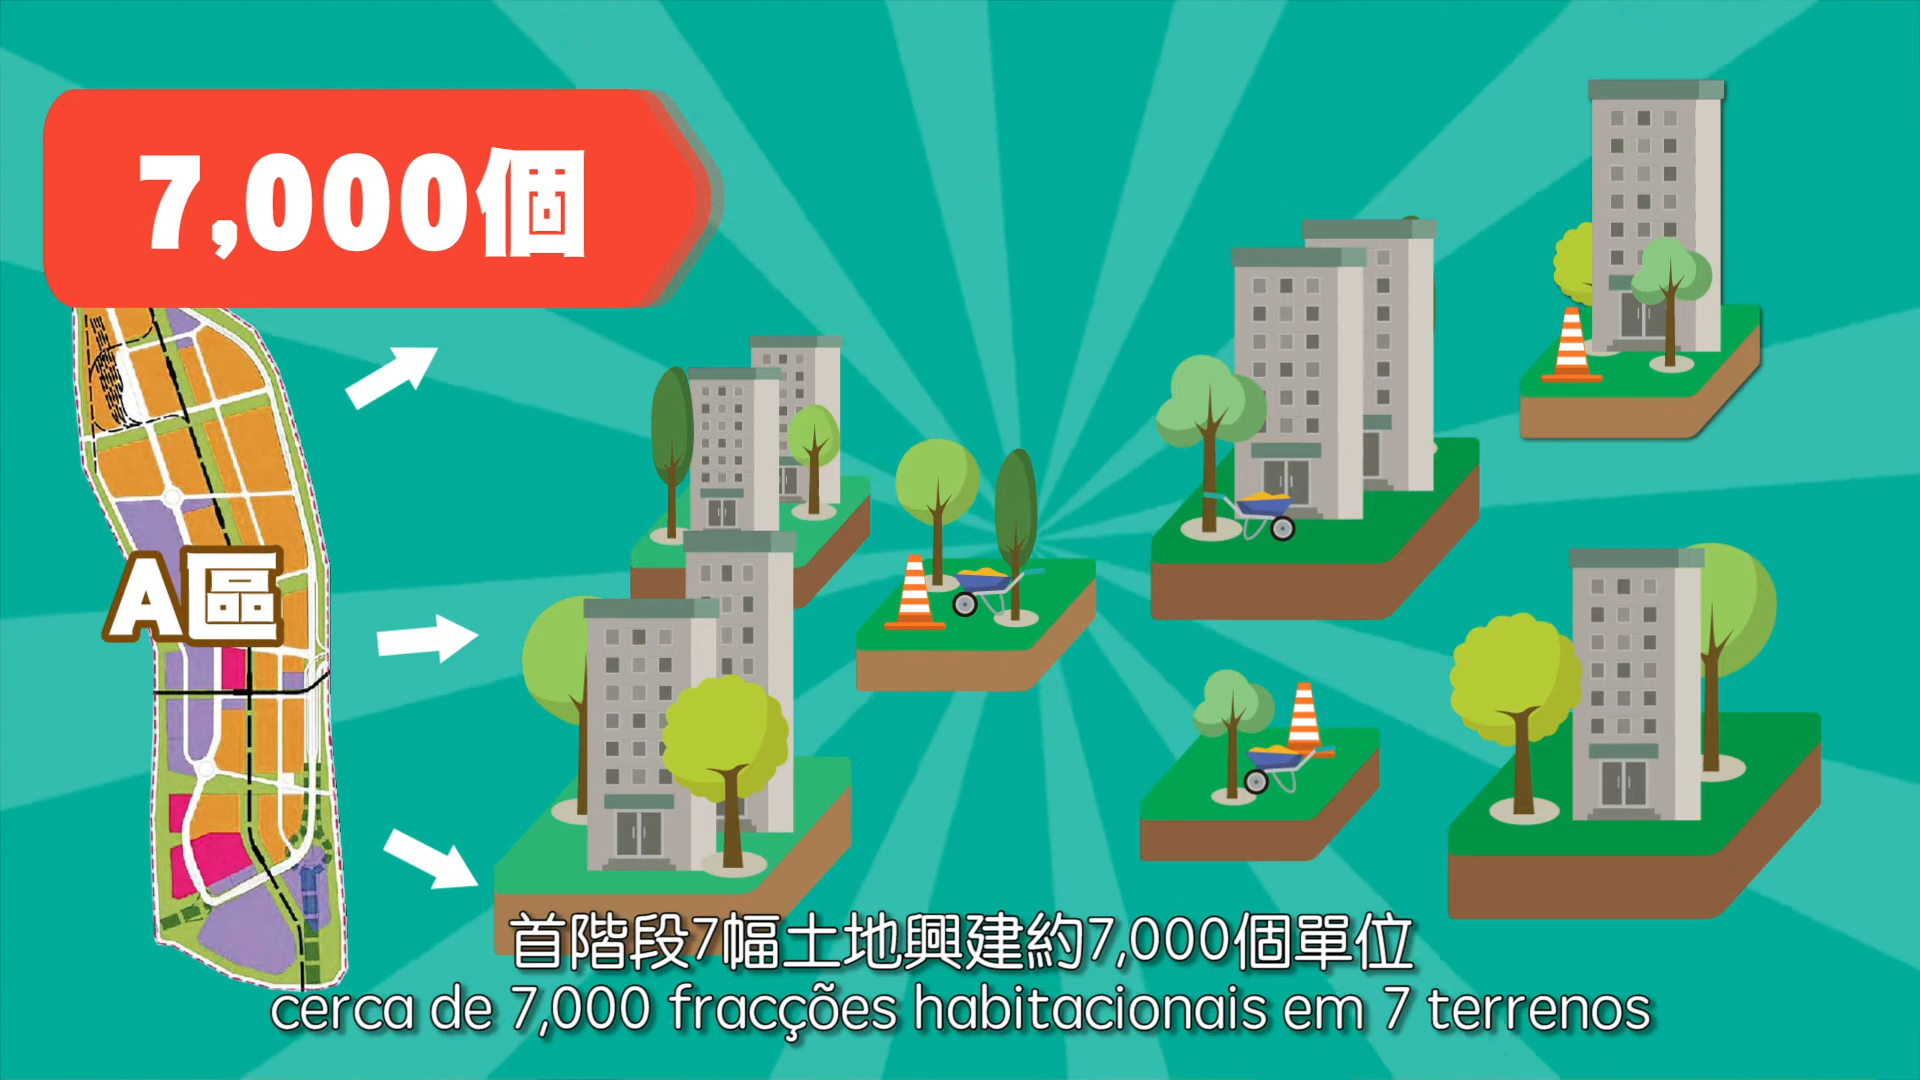 7,000個
A區
首階段7幅土地興建約7,000個單位
cerca de 7,000 fracções habitacionais em 7 terrenos